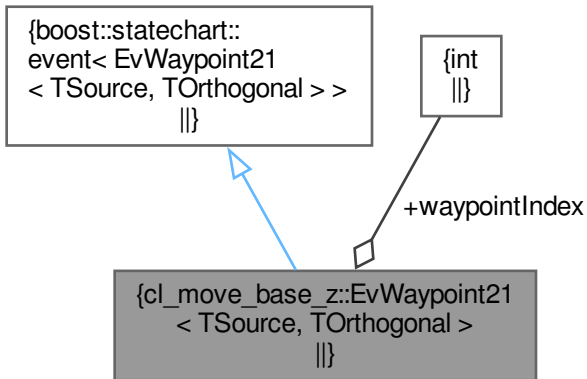 {boost::statechart::
event< EvWaypoint21
< TSource, TOrthogonal > >
||}
{int
||}
+waypointIndex
{cl_move_base_z::EvWaypoint21
< TSource, TOrthogonal >
||}